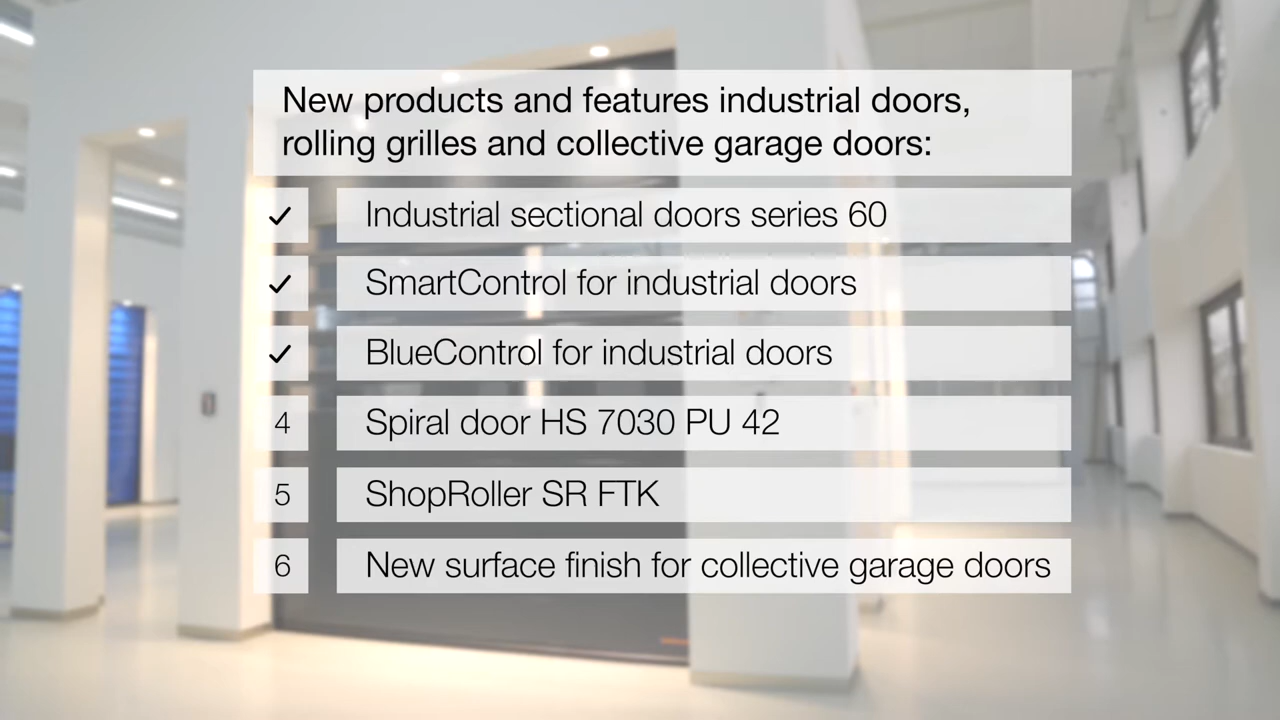 New products and features industrial doors,
rolling grilles and collective garage doors:
✓ Industrial sectional doors series 60
✓ SmartControl for industrial doors
✓ BlueControl for industrial doors
4 Spiral door HS 7030 PU 42
5 ShopRoller SR FTK
6 New surface finish for collective garage doors